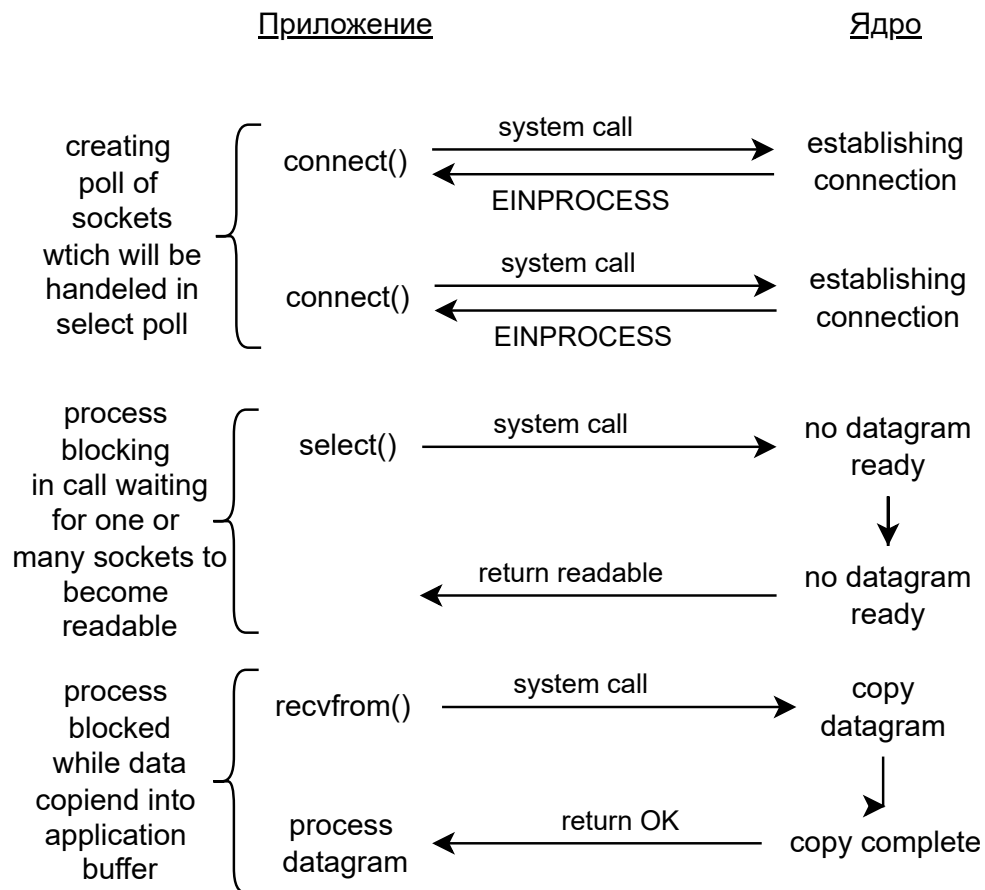 Приложение
Ядро
creating
poll of
sockets
wtich will be
handeled in
select poll
connect()
system call
EINPROCESS
establishing
connection
connect()
system call
EINPROCESS
establishing
connection
process
blocking
in call waiting
for one or
many sockets to
become
readable
select()
system call
no datagram
ready
return readable
no datagram
ready
process
blocked
while data
copiend into
application
buffer
recvfrom()
system call
copy
datagram
process
datagram
return OK
copy complete